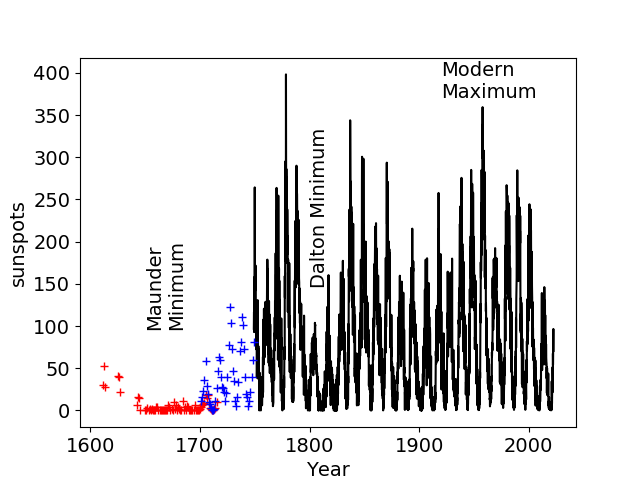 Modern
Maximum
Dalton Minimum
Maunder
Minimum
sunspots
400
350
300
250
200
150
100
50
0
1600
1700
1800
1900
2000
Year